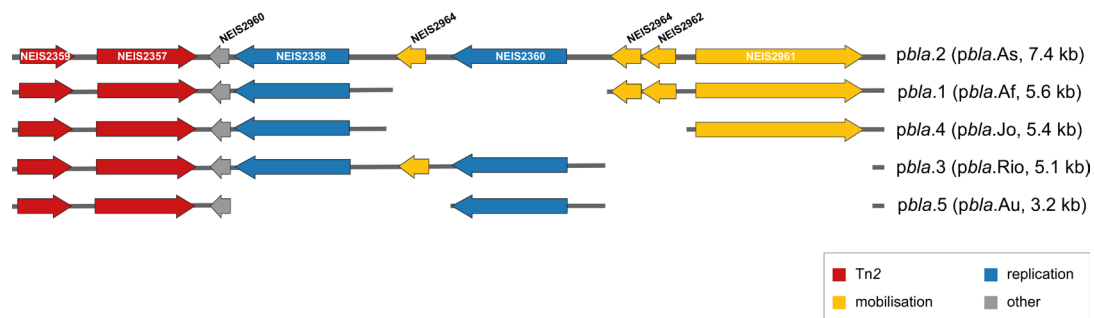 NEIS2960
NEIS2964
NEIS2964
NEIS2962
NEIS2359
NEIS2357
NEIS2358
NEIS2360
NEIS2961
pbla.2 (pbla.As, 7.4 kb)
pbla.1 (pbla.Af, 5.6 kb)
pbla.4 (pbla.Jo, 5.4 kb)
pbla.3 (pbla.Rio, 5.1 kb)
pbla.5 (pbla.Au, 3.2 kb)
Tn2
replication
mobilisation
other